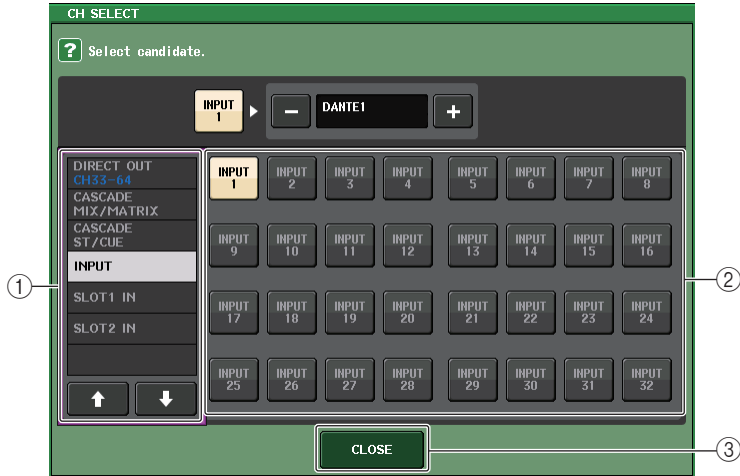 CH SELECT
? Select candidate.
INPUT 1
−
DANTE1
+
DIRECT OUT
CH33-64
CASCADE
MIX/MATRIX
CASCADE
ST/CUE
INPUT
SLOT1 IN
SLOT2 IN
INPUT 1 INPUT 2 INPUT 3 INPUT 4 INPUT 5 INPUT 6 INPUT 7 INPUT 8
INPUT 9 INPUT 10 INPUT 11 INPUT 12 INPUT 13 INPUT 14 INPUT 15 INPUT 16
INPUT 17 INPUT 18 INPUT 19 INPUT 20 INPUT 21 INPUT 22 INPUT 23 INPUT 24
INPUT 25 INPUT 26 INPUT 27 INPUT 28 INPUT 29 INPUT 30 INPUT 31 INPUT 32
CLOSE
①
②
③